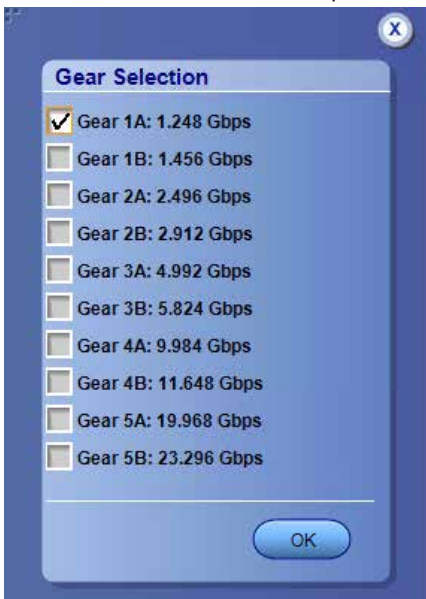 X
Gear Selection
Gear 1A: 1.248 Gbps
Gear 1B: 1.456 Gbps
Gear 2A: 2.496 Gbps
Gear 2B: 2.912 Gbps
Gear 3A: 4.992 Gbps
Gear 3B: 5.824 Gbps
Gear 4A: 9.984 Gbps
Gear 4B: 11.648 Gbps
Gear 5A: 19.968 Gbps
Gear 5B: 23.296 Gbps
OK